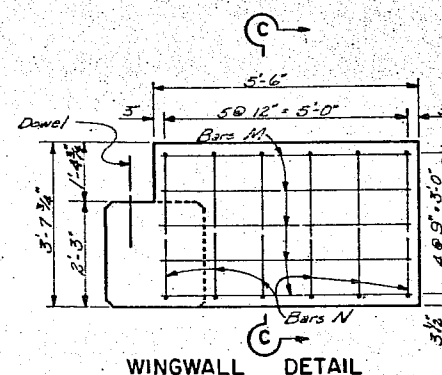 C
5'-6"
3"
5@12"=5'-0"
Dowel
Bars M
3'-7 3/4"
1'-4 3/4"
2'-3"
4@9"=3'-0"
3 1/2"
Bars N
C
WINGWALL DETAIL